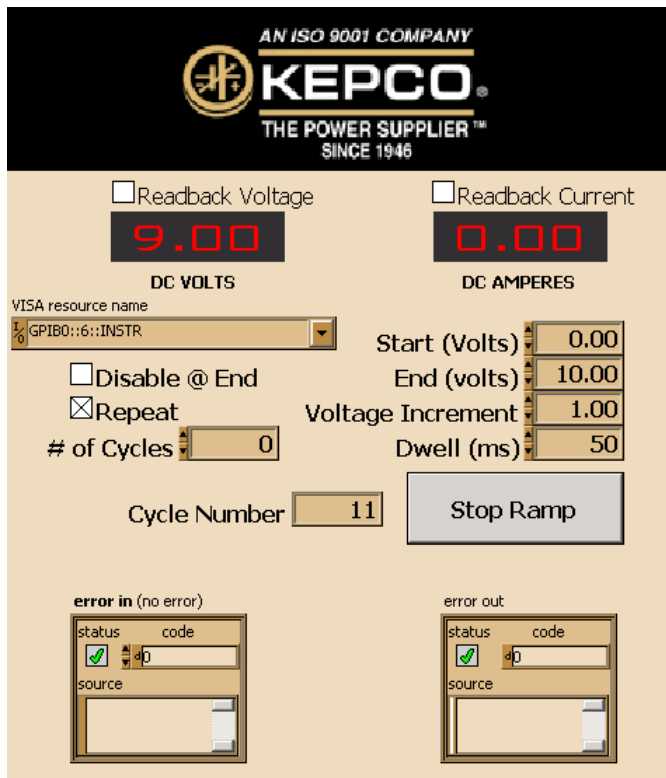 AN ISO 9001 COMPANY
KEPCO®
THE POWER SUPPLIER™
SINCE 1946
Readback Voltage
Readback Current
9.00
0.00
DC VOLTS
DC AMPERES
VISA resource name
I/O GPIB0::6::INSTR
Start (Volts) 0.00
Disable @ End
End (volts) 10.00
Repeat
Voltage Increment 1.00
# of Cycles 0
Dwell (ms) 50
Cycle Number 11
Stop Ramp
error in (no error)
status code
d0
source
error out
status code
d0
source